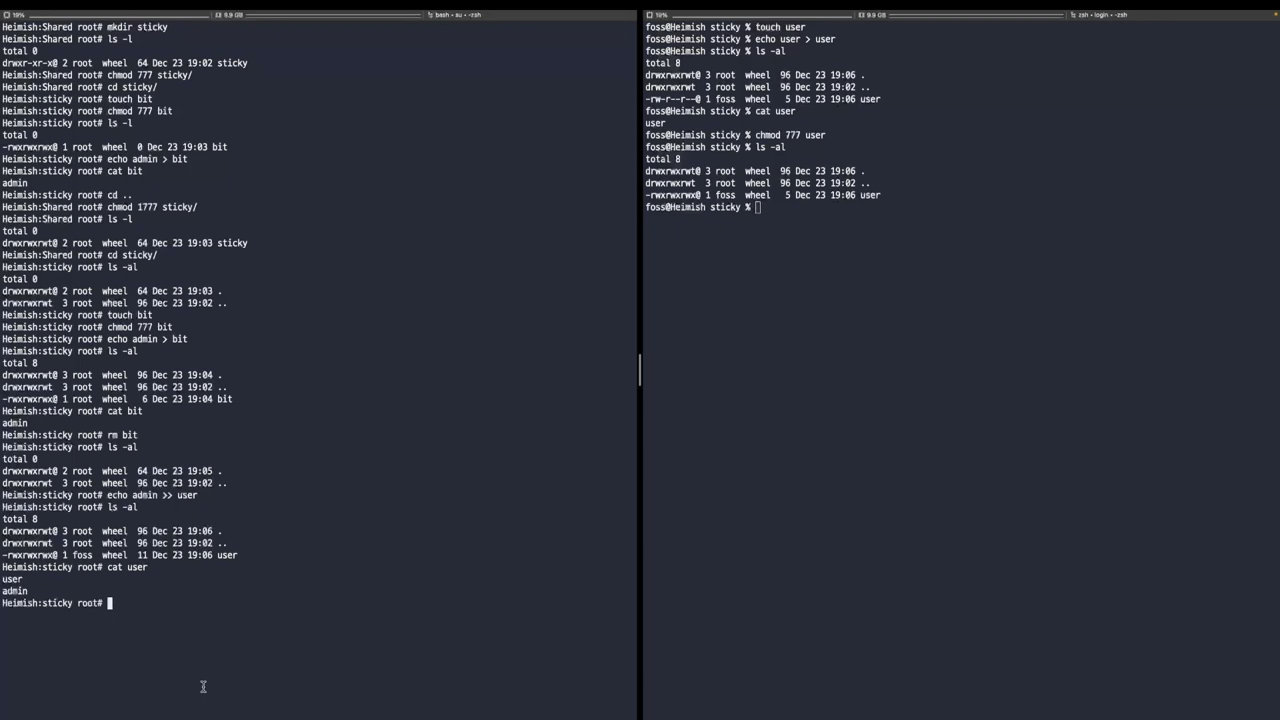 19% 9.9 GB bash • su • -zsh
Heimish:Shared root# mkdir sticky
Heimish:Shared root# ls -l
total 0
drwxr-xr-x@ 2 root  wheel  64 Dec 23 19:02 sticky
Heimish:Shared root# chmod 777 sticky/
Heimish:Shared root# cd sticky/
Heimish:sticky root# touch bit
Heimish:sticky root# chmod 777 bit
Heimish:sticky root# ls -l
total 0
-rwxrwxrwx@ 1 root  wheel  0 Dec 23 19:03 bit
Heimish:sticky root# echo admin > bit
Heimish:sticky root# cat bit
admin
Heimish:sticky root# cd ..
Heimish:Shared root# chmod 1777 sticky/
Heimish:Shared root# ls -l
total 0
drwxrwxrwt@ 2 root  wheel  64 Dec 23 19:03 sticky
Heimish:Shared root# cd sticky/
Heimish:sticky root# ls -al
total 0
drwxrwxrwt@ 2 root  wheel  64 Dec 23 19:03 .
drwxrwxrwt  3 root  wheel  96 Dec 23 19:02 ..
Heimish:sticky root# touch bit
Heimish:sticky root# chmod 777 bit
Heimish:sticky root# echo admin > bit
Heimish:sticky root# ls -al
total 8
drwxrwxrwt@ 3 root  wheel  96 Dec 23 19:04 .
drwxrwxrwt  3 root  wheel  96 Dec 23 19:02 ..
-rwxrwxrwx@ 1 root  wheel   6 Dec 23 19:04 bit
Heimish:sticky root# cat bit
admin
Heimish:sticky root# rm bit
Heimish:sticky root# ls -al
total 0
drwxrwxrwt@ 2 root  wheel  64 Dec 23 19:05 .
drwxrwxrwt  3 root  wheel  96 Dec 23 19:02 ..
Heimish:sticky root# echo admin >> user
Heimish:sticky root# ls -al
total 8
drwxrwxrwt@ 3 root  wheel  96 Dec 23 19:06 .
drwxrwxrwt  3 root  wheel  96 Dec 23 19:02 ..
-rwxrwxrwx@ 1 foss  wheel  11 Dec 23 19:06 user
Heimish:sticky root# cat user
user
admin
Heimish:sticky root#
19% 9.9 GB zsh • login • -zsh
foss@Heimish sticky % touch user
foss@Heimish sticky % echo user > user
foss@Heimish sticky % ls -al
total 8
drwxrwxrwt@ 3 root  wheel  96 Dec 23 19:06 .
drwxrwxrwt  3 root  wheel  96 Dec 23 19:02 ..
-rw-r--r--@ 1 foss  wheel   5 Dec 23 19:06 user
foss@Heimish sticky % cat user
user
foss@Heimish sticky % chmod 777 user
foss@Heimish sticky % ls -al
total 8
drwxrwxrwt@ 3 root  wheel  96 Dec 23 19:06 .
drwxrwxrwt  3 root  wheel  96 Dec 23 19:02 ..
-rwxrwxrwx@ 1 foss  wheel   5 Dec 23 19:06 user
foss@Heimish sticky %